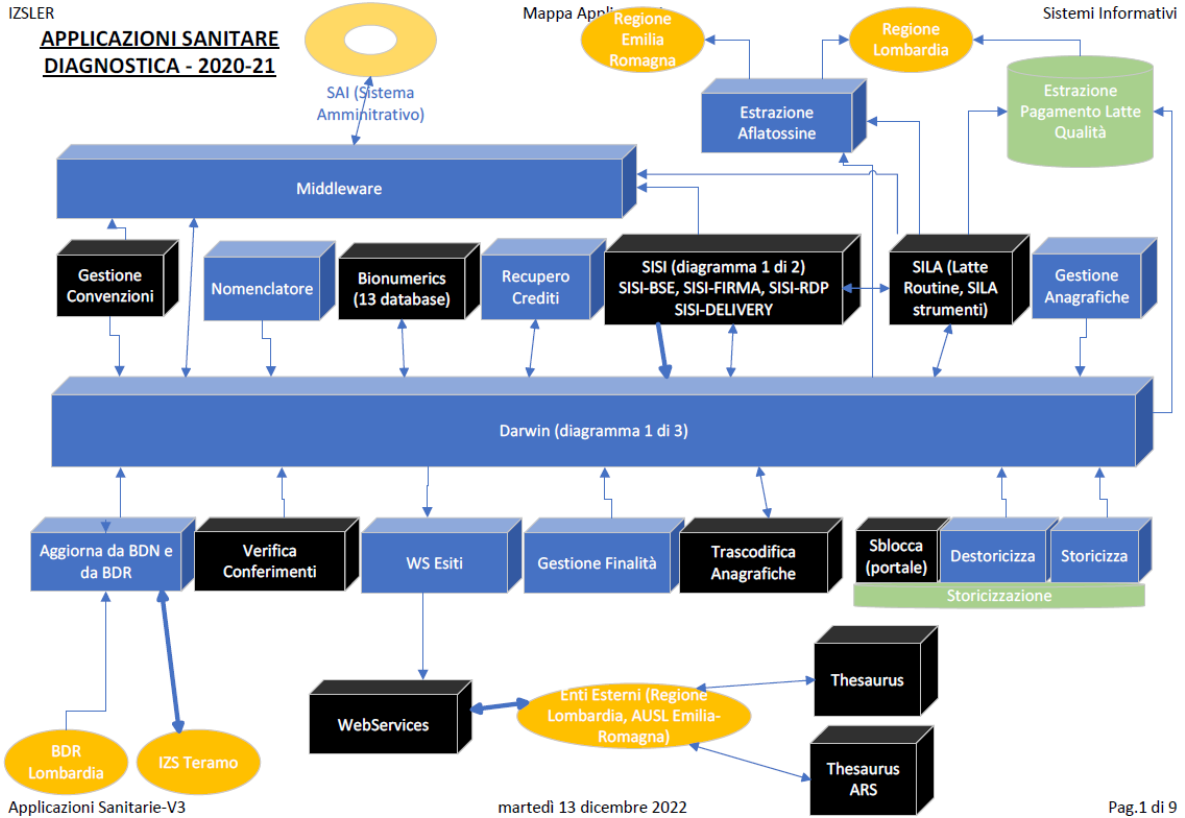 IZSLER
Mappa Appli
Sistemi Informativi
APPLICAZIONI SANITARE
DIAGNOSTICA - 2020-21
SAI (Sistema
Amminitrativo)
Regione
Emilia
Romagna
Regione
Lombardia
Estrazione
Aflatossine
Estrazione
Pagamento Latte
Qualità
Middleware
Gestione
Convenzioni
Nomenclatore
Bionumerics
(13 database)
Recupero
Crediti
SISI (diagramma 1 di 2)
SISI-BSE, SISI-FIRMA, SISI-RDP
SISI-DELIVERY
SILA (Latte
Routine, SILA
strumenti)
Gestione
Anagrafiche
Darwin (diagramma 1 di 3)
Aggiorna da BDN e
da BDR
Verifica
Conferimenti
WS Esiti
Gestione Finalità
Trascodifica
Anagrafiche
Sblocca
(portale)
Destoricizza
Storicizza
Storicizzazione
WebServices
Enti Esterni (Regione
Lombardia, AUSL Emilia-
Romagna)
Thesaurus
Thesaurus
ARS
BDR
Lombardia
IZS Teramo
Applicazioni Sanitarie-V3
martedì 13 dicembre 2022
Pag.1 di 9